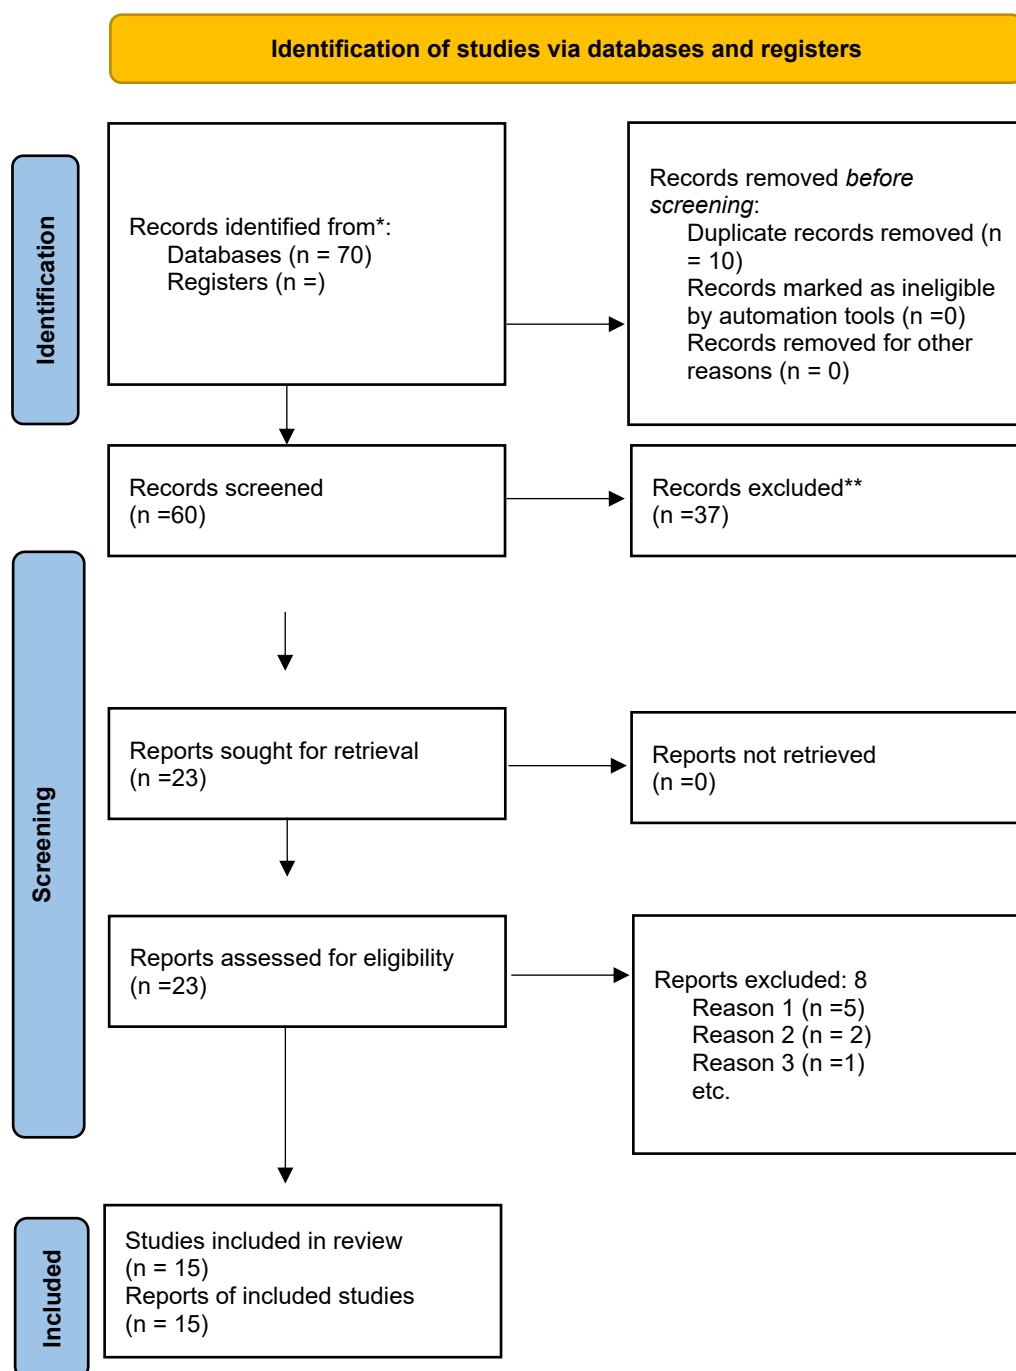 Identification of studies via databases and registers
Identification
Records identified from*:
Databases (n = 70)
Registers (n =)
Records removed before
screening:
Duplicate records removed (n
= 10)
Records marked as ineligible
by automation tools (n =0)
Records removed for other
reasons (n = 0)
Records screened
(n =60)
Records excluded**
(n =37)
Screening
Reports sought for retrieval
(n =23)
Reports not retrieved
(n =0)
Reports assessed for eligibility
(n =23)
Reports excluded: 8
Reason 1 (n =5)
Reason 2 (n = 2)
Reason 3 (n =1)
etc.
Included
Studies included in review
(n = 15)
Reports of included studies
(n = 15)